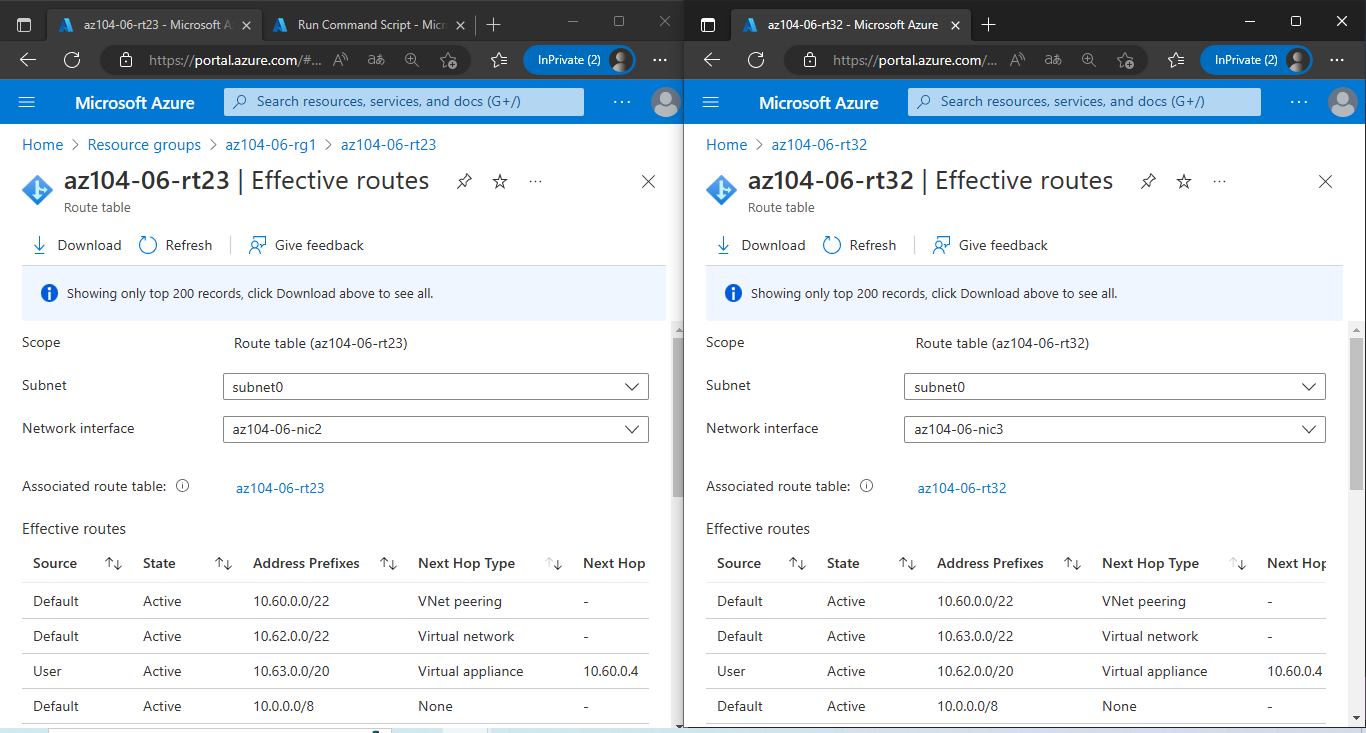 az104-06-rt23 - Microsoft A
Run Command Script - Micr
https://portal.azure.com/#...
InPrivate (2)
Microsoft Azure
Search resources, services, and docs (G+/)
Home > Resource groups > az104-06-rg1 > az104-06-rt23
az104-06-rt23 | Effective routes
Route table
Download
Refresh
Give feedback
Showing only top 200 records, click Download above to see all.
Scope Route table (az104-06-rt23)
Subnet subnet0
Network interface az104-06-nic2
Associated route table: az104-06-rt23
Effective routes
Source State Address Prefixes Next Hop Type Next Hop
Default Active 10.60.0.0/22 VNet peering -
Default Active 10.62.0.0/22 Virtual network -
User Active 10.63.0.0/20 Virtual appliance 10.60.0.4
Default Active 10.0.0.0/8 None -
az104-06-rt32 - Microsoft Azure
https://portal.azure.com/...
InPrivate (2)
Microsoft Azure
Search resources, services, and docs (G+/)
Home > az104-06-rt32
az104-06-rt32 | Effective routes
Route table
Download
Refresh
Give feedback
Showing only top 200 records, click Download above to see all.
Scope Route table (az104-06-rt32)
Subnet subnet0
Network interface az104-06-nic3
Associated route table: az104-06-rt32
Effective routes
Source State Address Prefixes Next Hop Type Next Hop
Default Active 10.60.0.0/22 VNet peering -
Default Active 10.63.0.0/22 Virtual network -
User Active 10.62.0.0/20 Virtual appliance 10.60.0.4
Default Active 10.0.0.0/8 None -